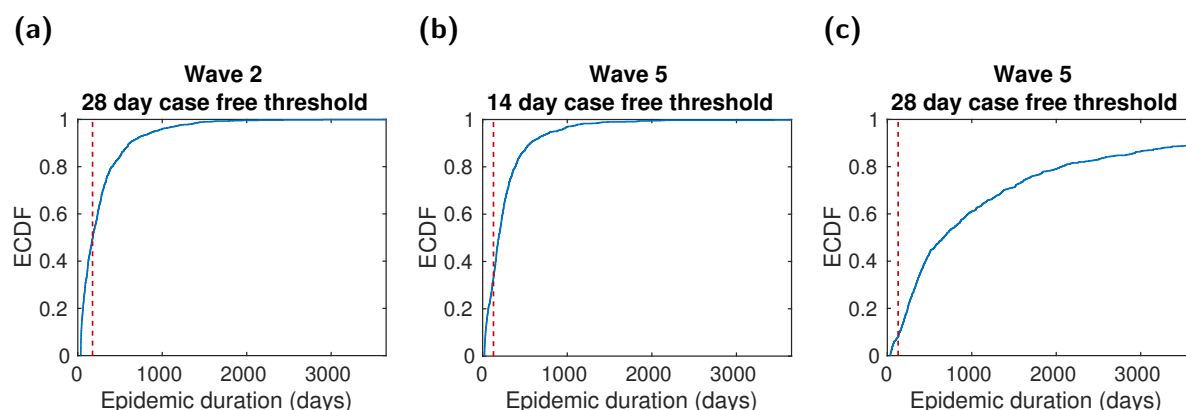 (a)
Wave 2
28 day case free threshold
1
0.8
0.6
0.4
0.2
0
ECDF
0 1000 2000 3000
Epidemic duration (days)
(b)
Wave 5
14 day case free threshold
1
0.8
0.6
0.4
0.2
0
ECDF
0 1000 2000 3000
Epidemic duration (days)
(c)
Wave 5
28 day case free threshold
1
0.8
0.6
0.4
0.2
0
ECDF
0 1000 2000 3000
Epidemic duration (days)